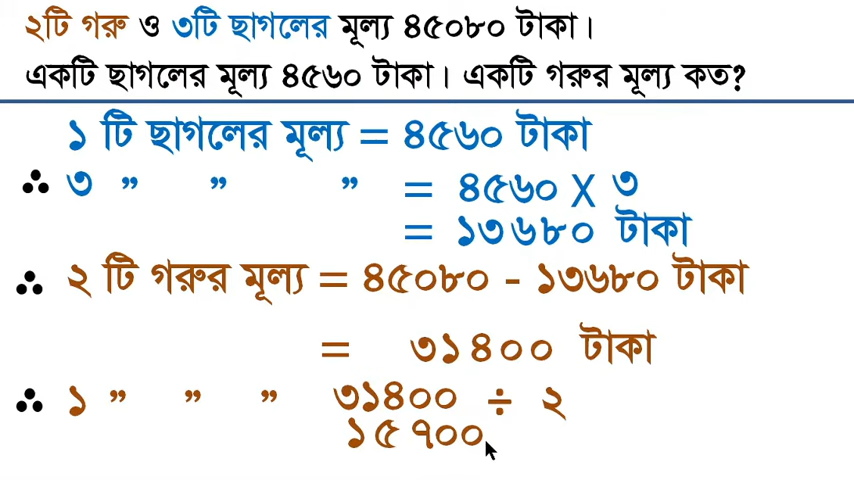 ২টি গরু ও ৩টি ছাগলের মূল্য ৪৫০৮০ টাকা।
একটি ছাগলের মূল্য ৪৫৬০ টাকা। একটি গরুর মূল্য কত?
১ টি ছাগলের মূল্য = ৪৫৬০ টাকা
∴ ৩ ” ” ” = ৪৫৬০ X ৩
= ১৩৬৮০ টাকা
∴ ২ টি গরুর মূল্য = ৪৫০৮০ - ১৩৬৮০ টাকা
= ৩১৪০০ টাকা
∴ ১ ” ” ” ৩১৪০০ ÷ ২
১৫৭০০